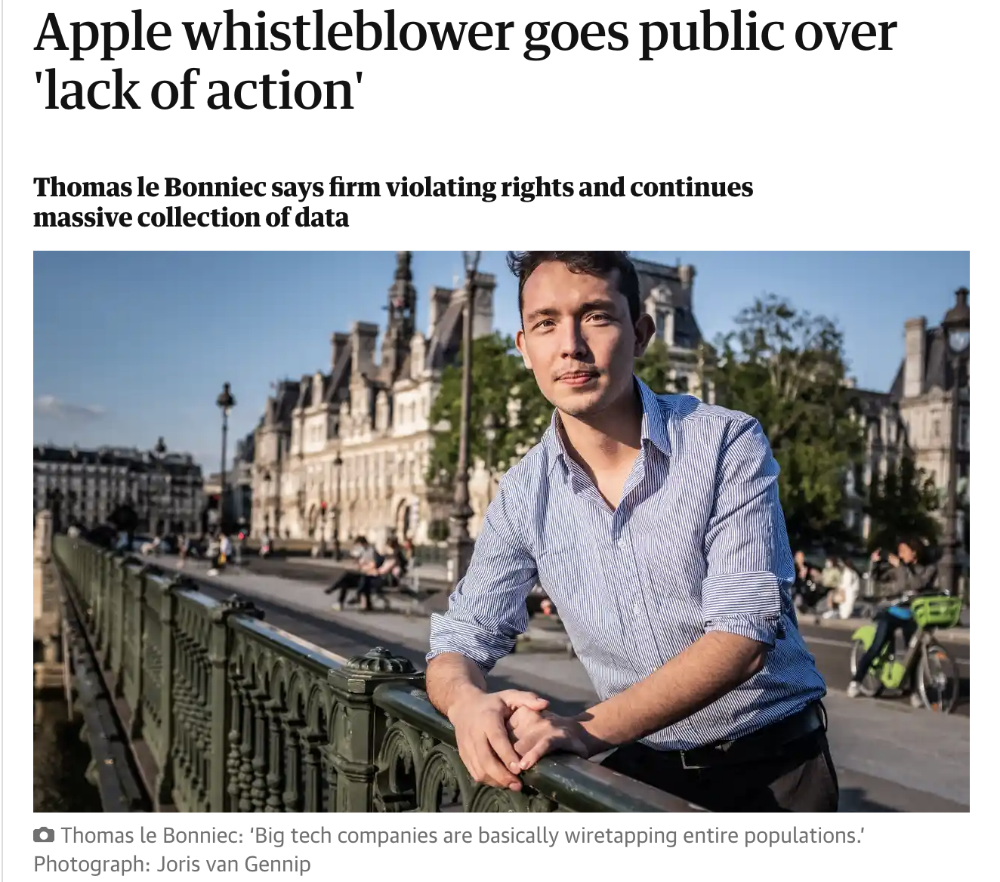 Apple whistleblower goes public over
'lack of action'
Thomas le Bonniec says firm violating rights and continues
massive collection of data
Thomas le Bonniec: ‘Big tech companies are basically wiretapping entire populations.’
Photograph: Joris van Gennip